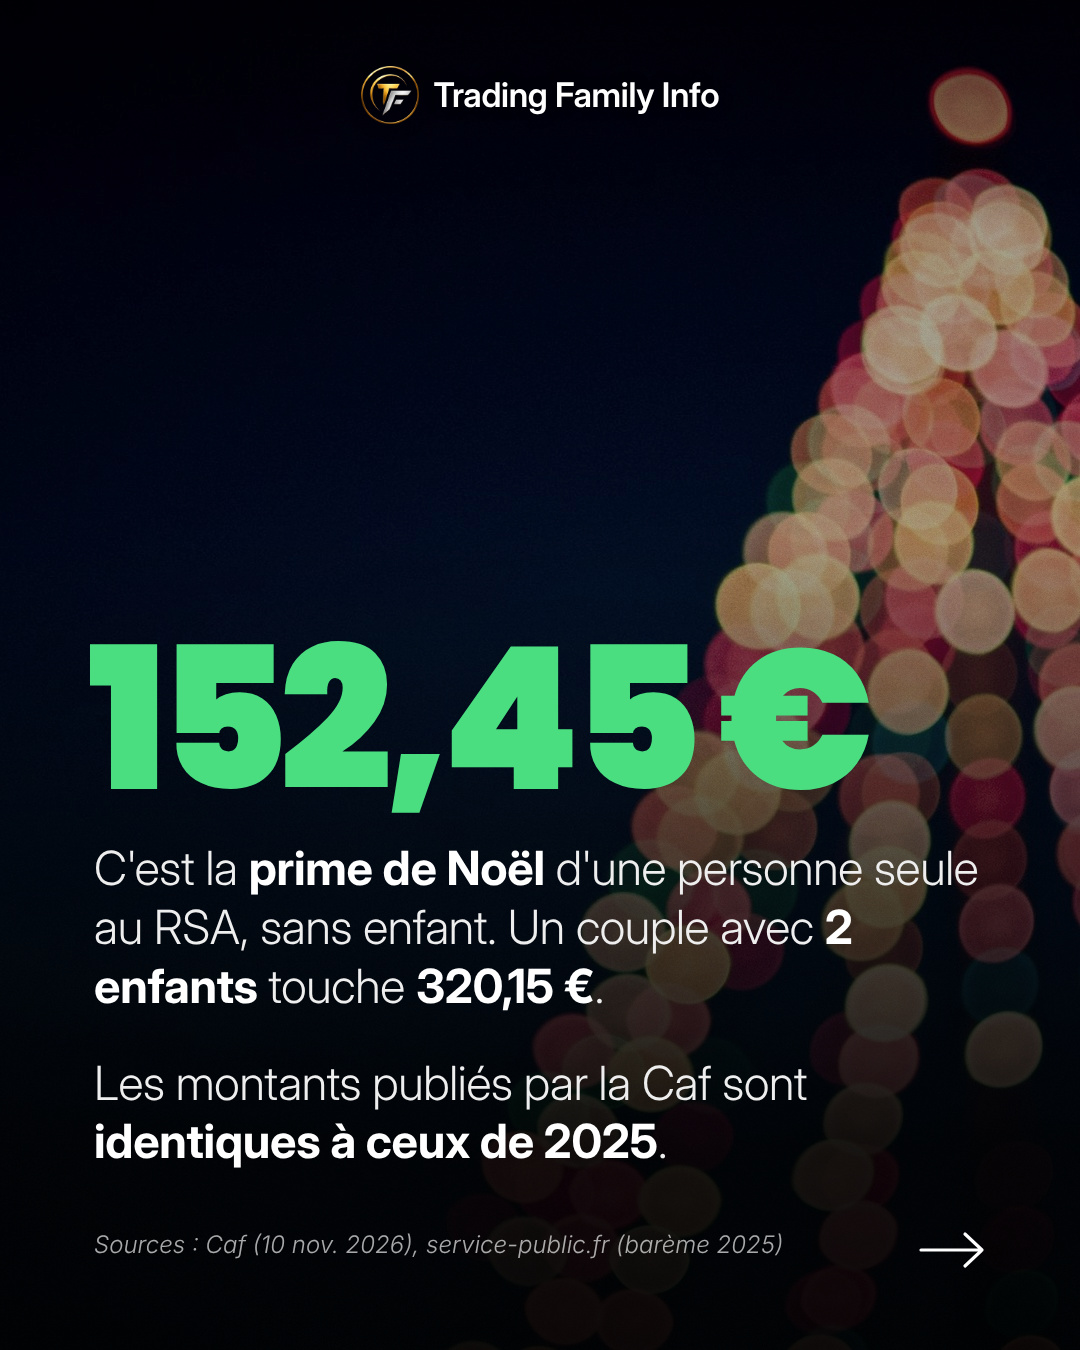 TF
Trading Family Info
152,45 €
C'est la prime de Noël d'une personne seule
au RSA, sans enfant. Un couple avec 2
enfants touche 320,15 €.
Les montants publiés par la Caf sont
identiques à ceux de 2025.
Sources : Caf (10 nov. 2026), service-public.fr (barème 2025)